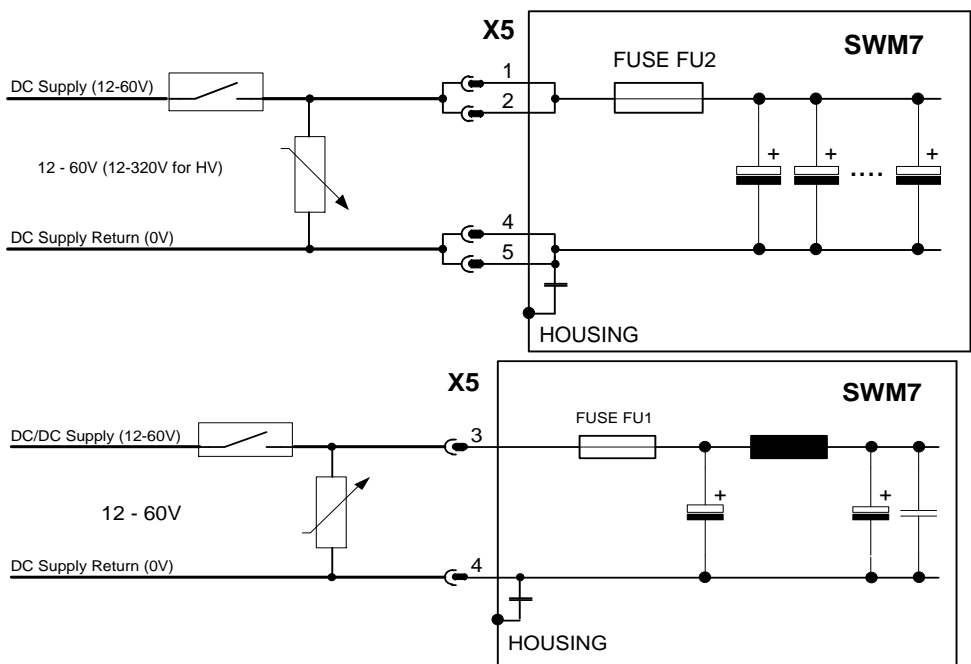 X5
SWM7
FUSE FU2
DC Supply (12-60V)
1
2
+
+
....
+
12 - 60V (12-320V for HV)
DC Supply Return (0V)
4
5
HOUSING
X5
SWM7
DC/DC Supply (12-60V)
3
FUSE FU1
+
+
12 - 60V
DC Supply Return (0V)
4
HOUSING